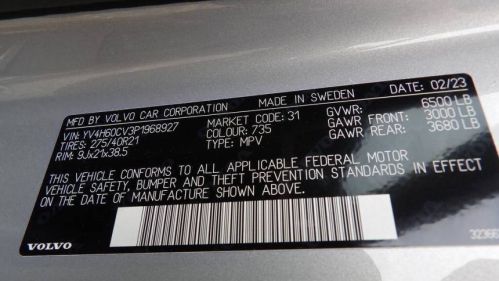 MFD. BY VOLVO CAR CORPORATION MADE IN SWEDEN DATE: 02/23
VIN: YV4H60CV3P1968927 MARKET CODE: 31 GVWR: 6500 LB
TIRES: 275/40R21 COLOUR: 735 GAWR FRONT: 3000 LB
RIM: 9Jx21x38.5 TYPE: MPV GAWR REAR: 3680 LB
THIS VEHICLE CONFORMS TO ALL APPLICABLE FEDERAL MOTOR
VEHICLE SAFETY, BUMPER AND THEFT PREVENTION STANDARDS IN EFFECT
ON THE DATE OF MANUFACTURE SHOWN ABOVE.
VOLVO